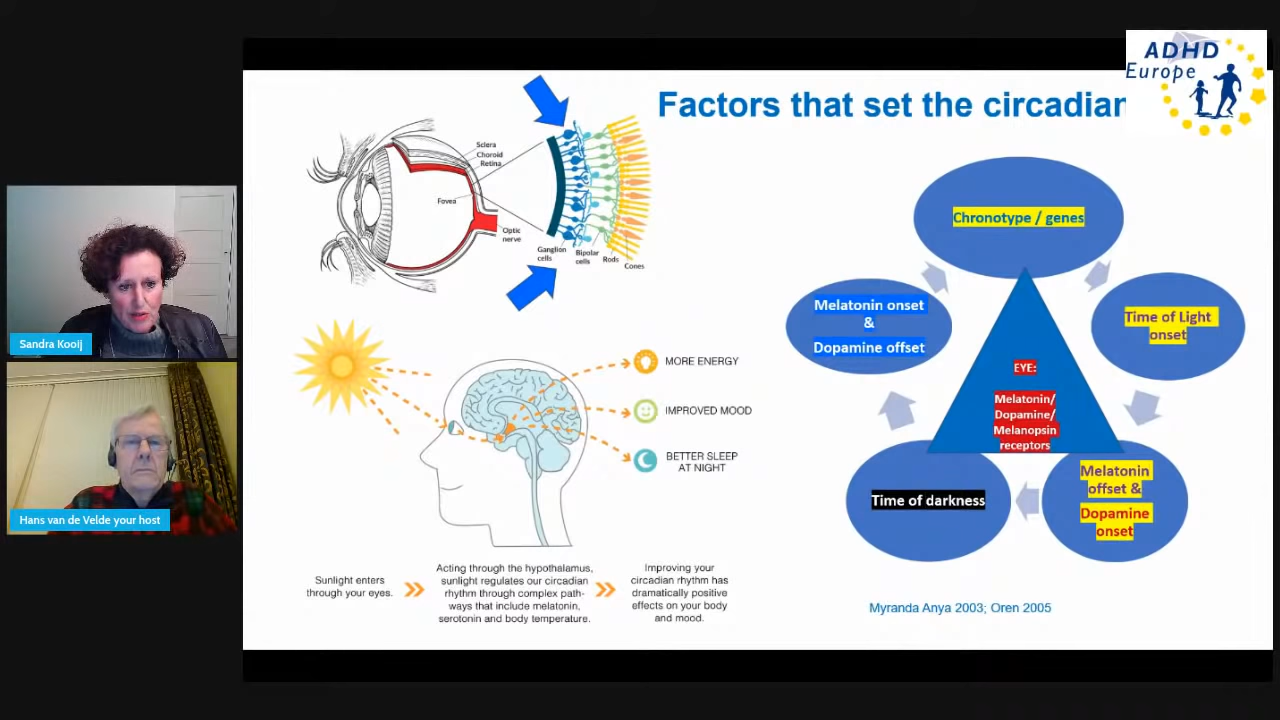 ADHD
Europe
Factors that set the circadian
Sclera
Choroid
Retina
Fovea
Optic
nerve
Ganglion
cells
Bipolar
cells
Rods
Cones
Chronotype / genes
Time of Light
onset
Melatonin
offset &
Dopamine
onset
Time of darkness
Melatonin onset
&
Dopamine offset
EYE:
Melatonin/
Dopamine/
Melanopsin
receptors
MORE ENERGY
IMPROVED MOOD
BETTER SLEEP
AT NIGHT
Sunlight enters
through your eyes.
Acting through the hypothalamus,
sunlight regulates our circadian
rhythm through complex path-
ways that include melatonin,
serotonin and body temperature.
Improving your
circadian rhythm has
dramatically positive
effects on your body
and mood.
Myranda Anya 2003; Oren 2005
Sandra Kooij
Hans van de Velde your host